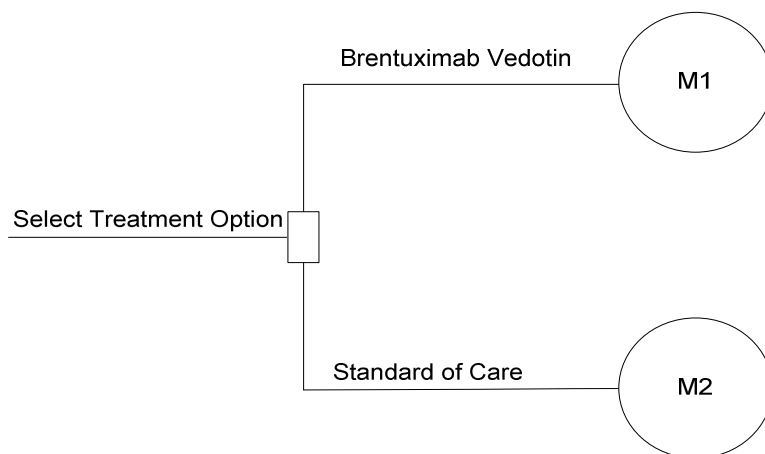 Brentuximab Vedotin
M1
Select Treatment Option
Standard of Care
M2